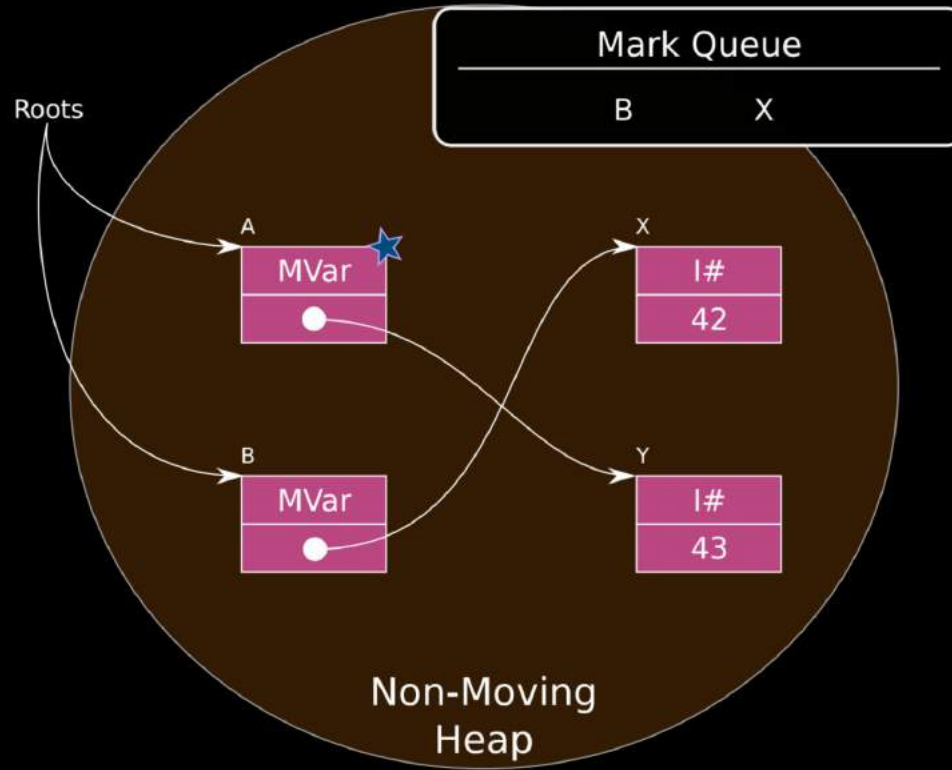 Mark Queue
B X
Roots
A
MVar
X
I#
42
B
MVar
Y
I#
43
Non-Moving
Heap